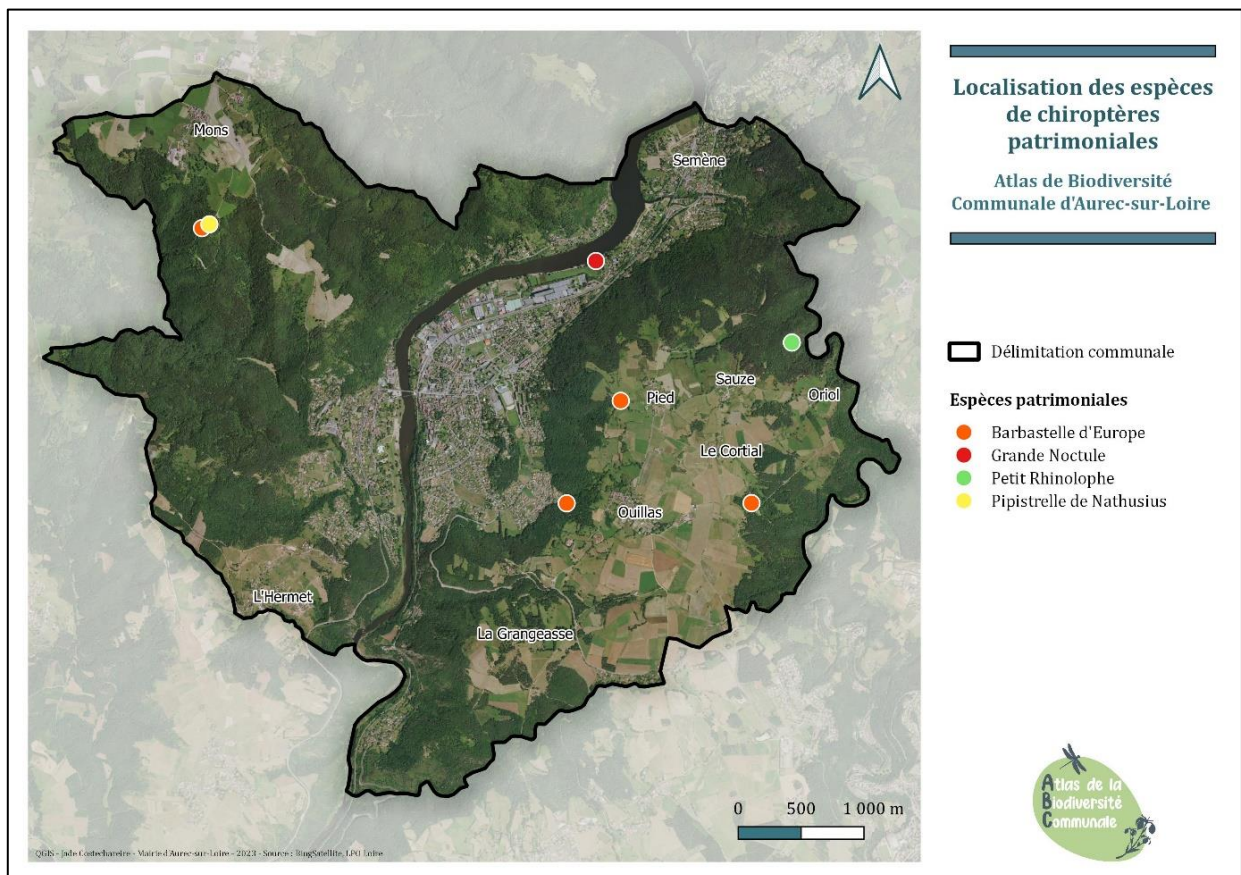 Localisation des espèces
de chiroptères
patrimoniales
Atlas de Biodiversité
Communale d'Aurec-sur-Loire
Délimitation communale
Espèces patrimoniales
Barbastelle d'Europe
Grande Noctule
Petit Rhinolophe
Pipistrelle de Nathusius
Mons
Semène
Sauze
Pied
Oriol
Le Cortial
Ouillas
L'Hermet
La Grangeasse
0 500 1 000 m
QGIS - Jade Costechareire - Mairie d'Aurec-sur-Loire - 2023 - Source : BingSatellite, LPO Loire
Atlas de la
Biodiversité
Communale